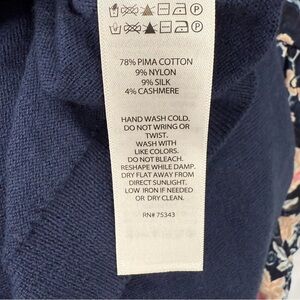 78% PIMA COTTON
9% NYLON
9% SILK
4% CASHMERE
HAND WASH COLD.
DO NOT WRING OR
TWIST.
WASH WITH
LIKE COLORS.
DO NOT BLEACH.
RESHAPE WHILE DAMP.
DRY FLAT AWAY FROM
DIRECT SUNLIGHT.
LOW IRON IF NEEDED
OR DRY CLEAN.
RN# 75343